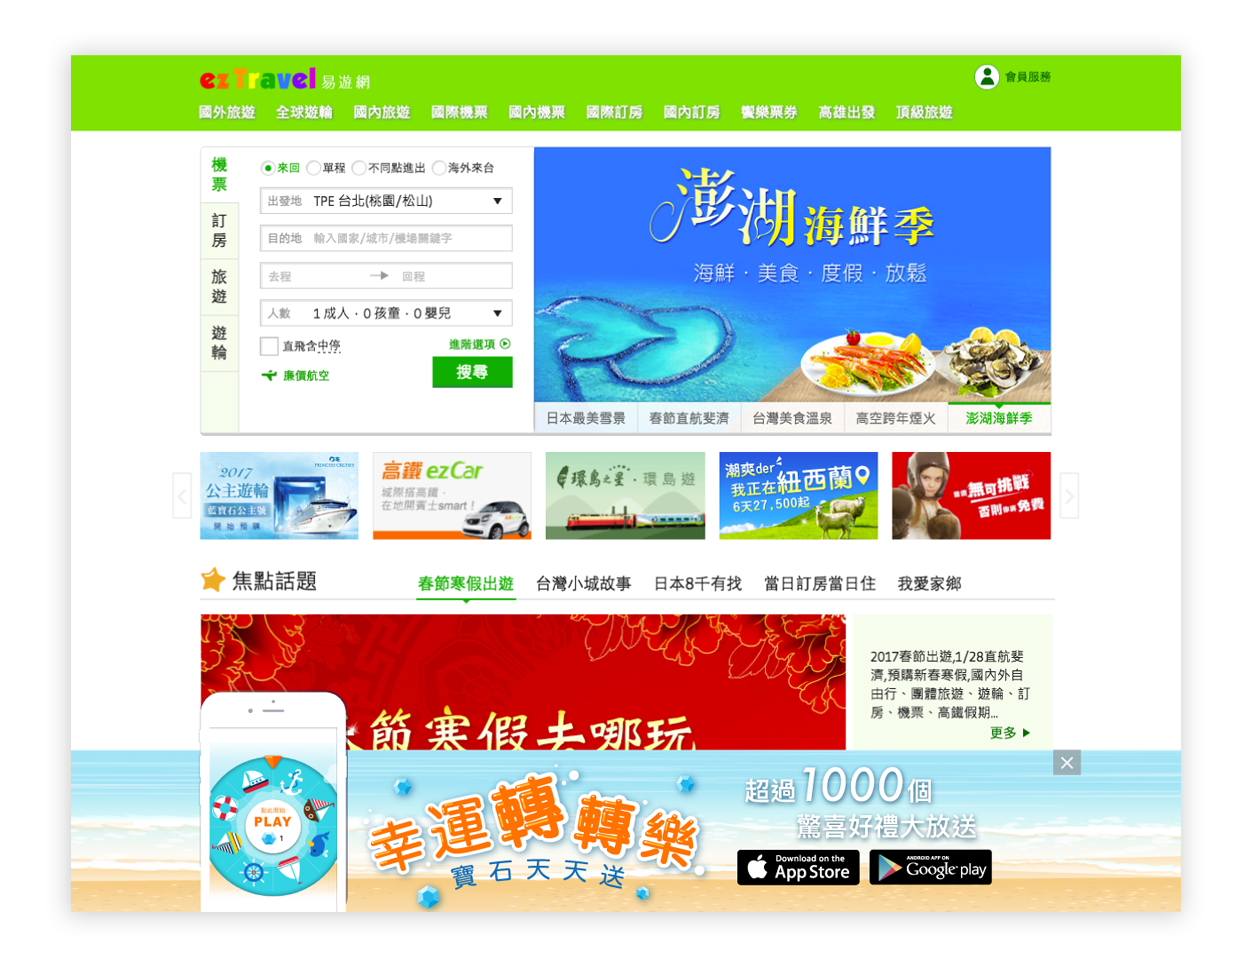 ezTravel 易遊網
會員服務
國外旅遊 全球遊輪 國內旅遊 國際機票 國內機票 國際訂房 國內訂房 饗樂票券 高雄出發 頂級旅遊
機票
訂房
旅遊
遊輪
來回 單程 不同點進出 海外來台
出發地 TPE 台北(桃園/松山)
目的地 輸入國家/城市/機場關鍵字
去程 回程
人數 1 成人 · 0 孩童 · 0 嬰兒
直飛含中停 進階選項
廉價航空 搜尋
澎湖海鮮季
海鮮 · 美食 · 度假 · 放鬆
日本最美雪景 春節直航斐濟 台灣美食溫泉 高空跨年煙火 澎湖海鮮季
2017
PRINCESS CRUISES
公主遊輪
藍寶石公主號
開始預購
高鐵 ezCar
城際搭高鐵 ·
在地開賓士smart !
環島之星 · 環島遊
潮爽der
我正在紐西蘭
6天27,500起
無可挑戰
否則 免費
焦點話題
春節寒假出遊 台灣小城故事 日本8千有找 當日訂房當日住 我愛家鄉
節寒假去哪玩
2017春節出遊,1/28直航斐
濟,預購新春寒假,國內外自
由行、團體旅遊、遊輪、訂
房、機票、高鐵假期...
更多
點此開始
PLAY
1
幸運轉轉樂
寶石天天送
超過1000個
驚喜好禮大放送
Download on the
App Store
ANDROID APP ON
Google play